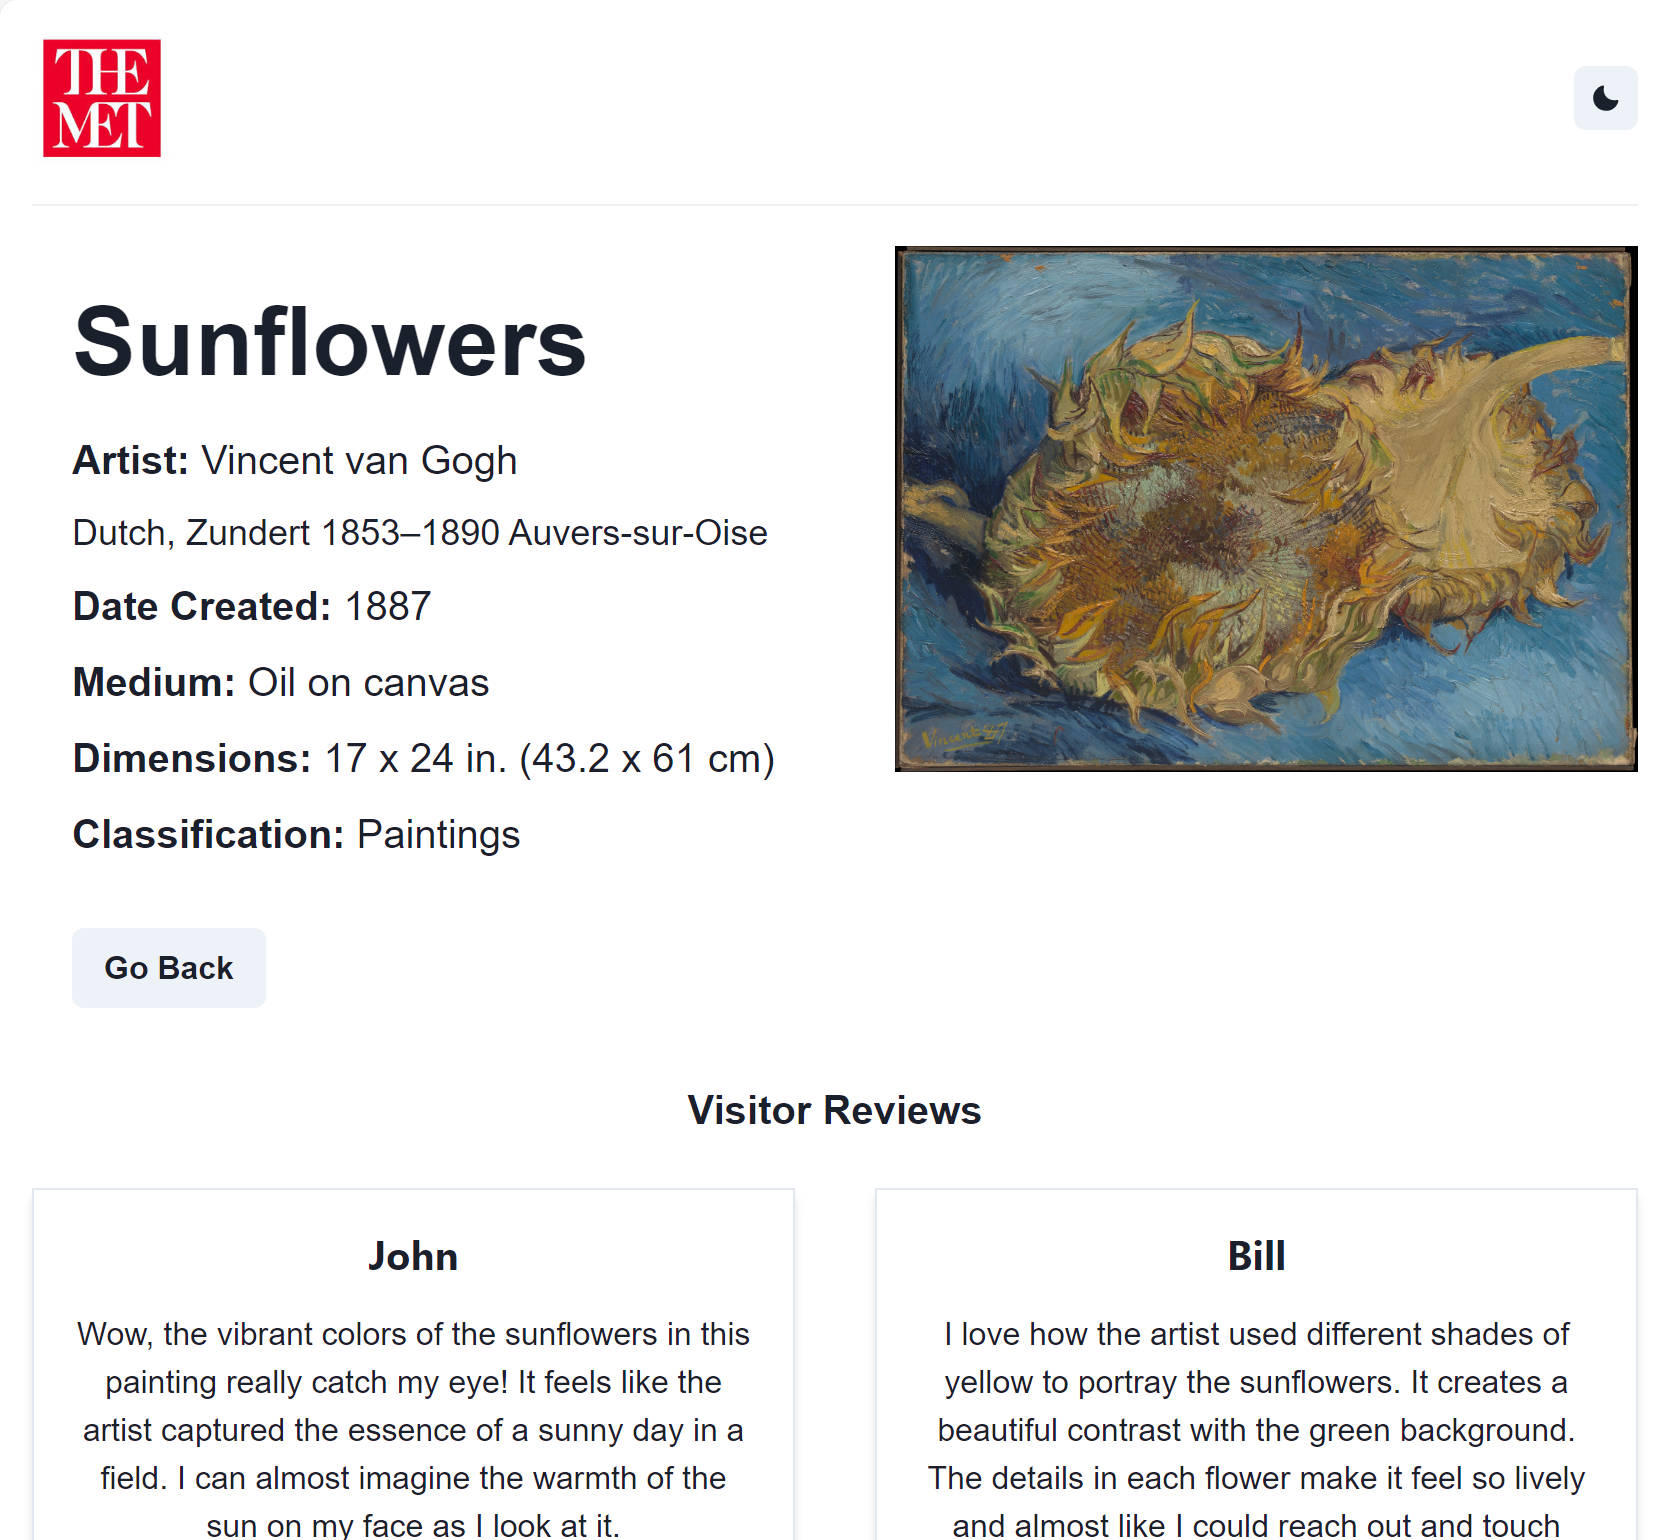 THE
MET
Sunflowers
Artist: Vincent van Gogh
Dutch, Zundert 1853–1890 Auvers-sur-Oise
Date Created: 1887
Medium: Oil on canvas
Dimensions: 17 x 24 in. (43.2 x 61 cm)
Classification: Paintings
Vincent 87
Go Back
Visitor Reviews
John
Wow, the vibrant colors of the sunflowers in this
painting really catch my eye! It feels like the
artist captured the essence of a sunny day in a
field. I can almost imagine the warmth of the
sun on my face as I look at it.
Bill
I love how the artist used different shades of
yellow to portray the sunflowers. It creates a
beautiful contrast with the green background.
The details in each flower make it feel so lively
and almost like I could reach out and touch